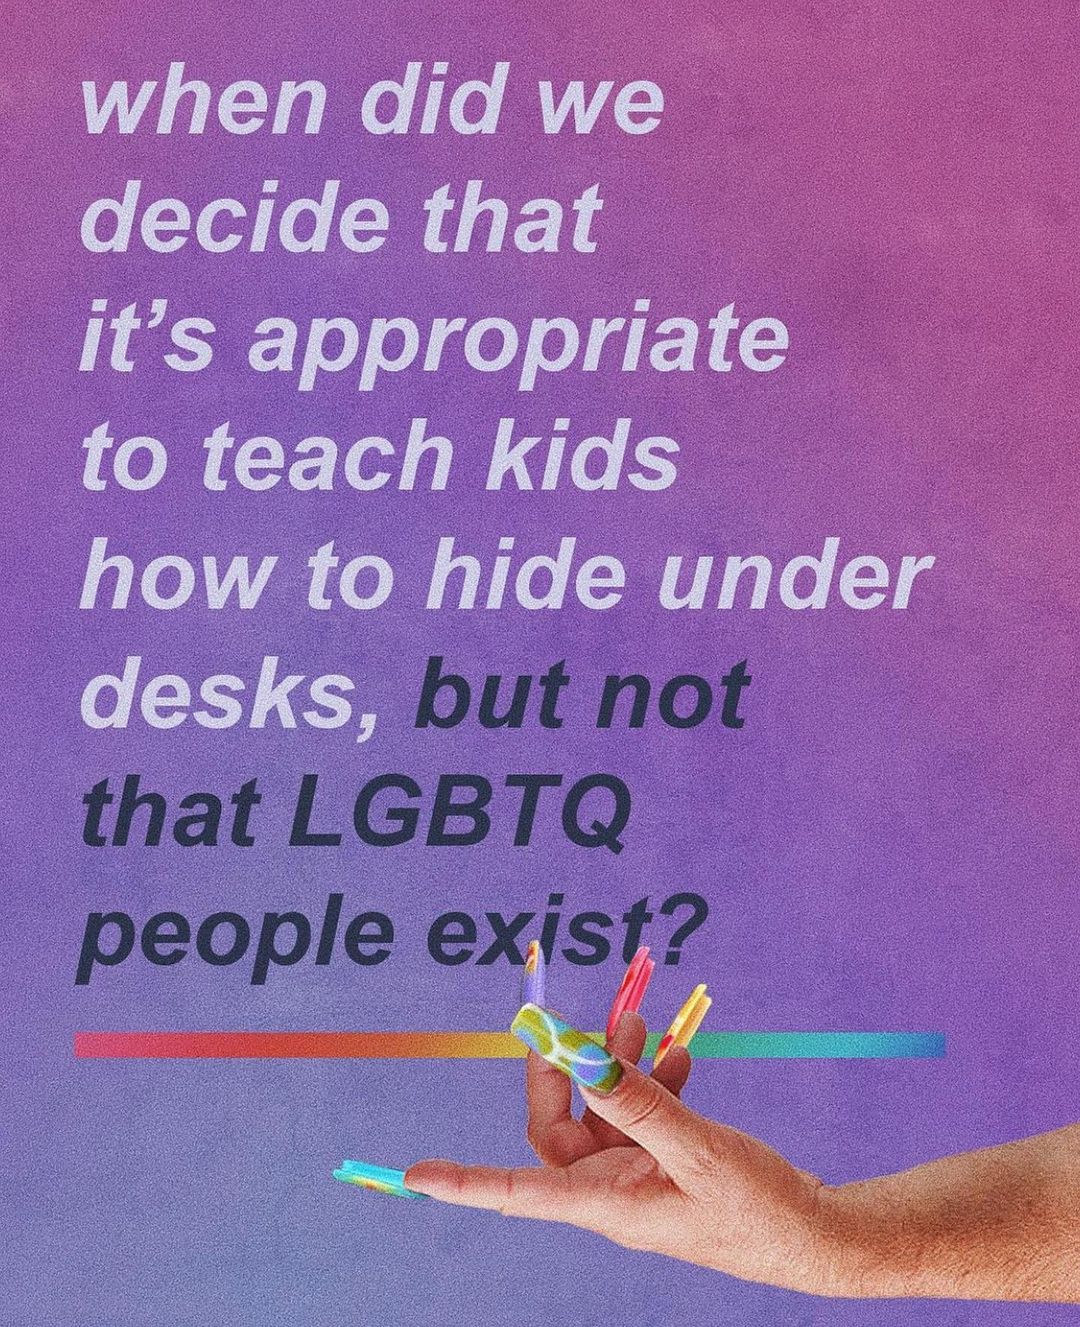 when did we
decide that
it’s appropriate
to teach kids
how to hide under
desks, but not
that LGBTQ
people exist?